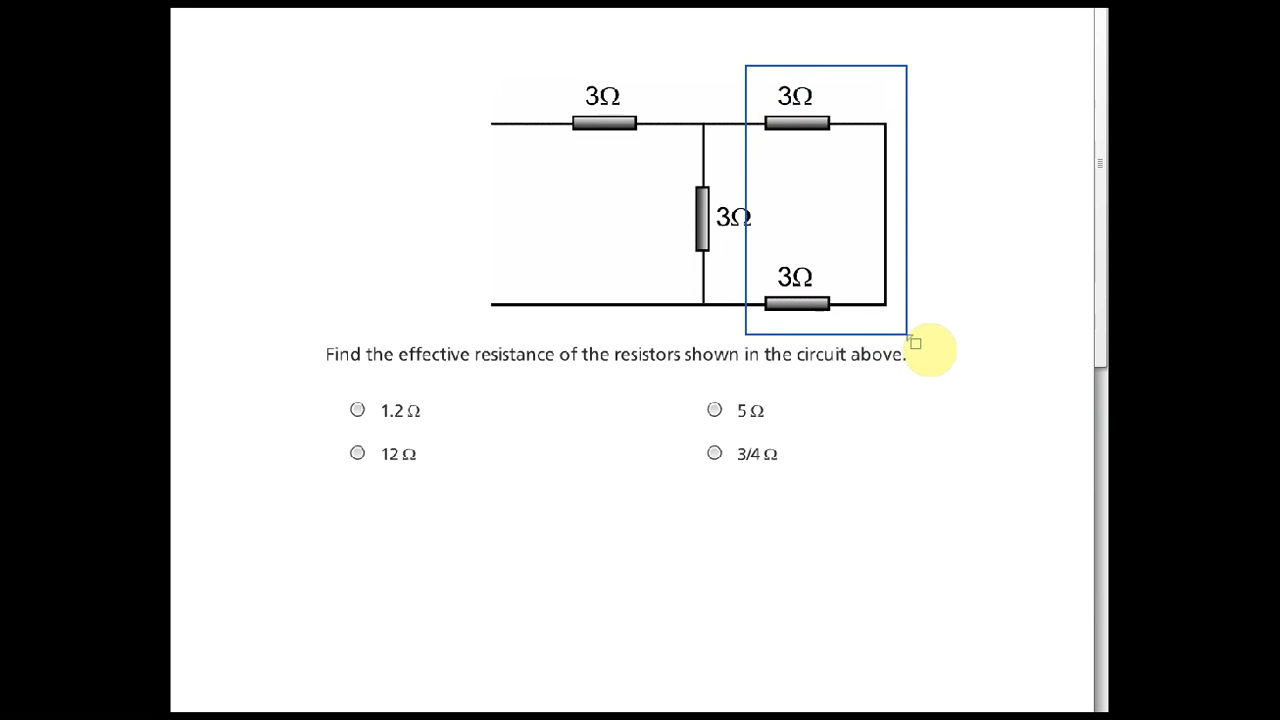 3Ω 3Ω
3Ω
3Ω
Find the effective resistance of the resistors shown in the circuit above.
1.2 Ω 5 Ω
12 Ω 3/4 Ω